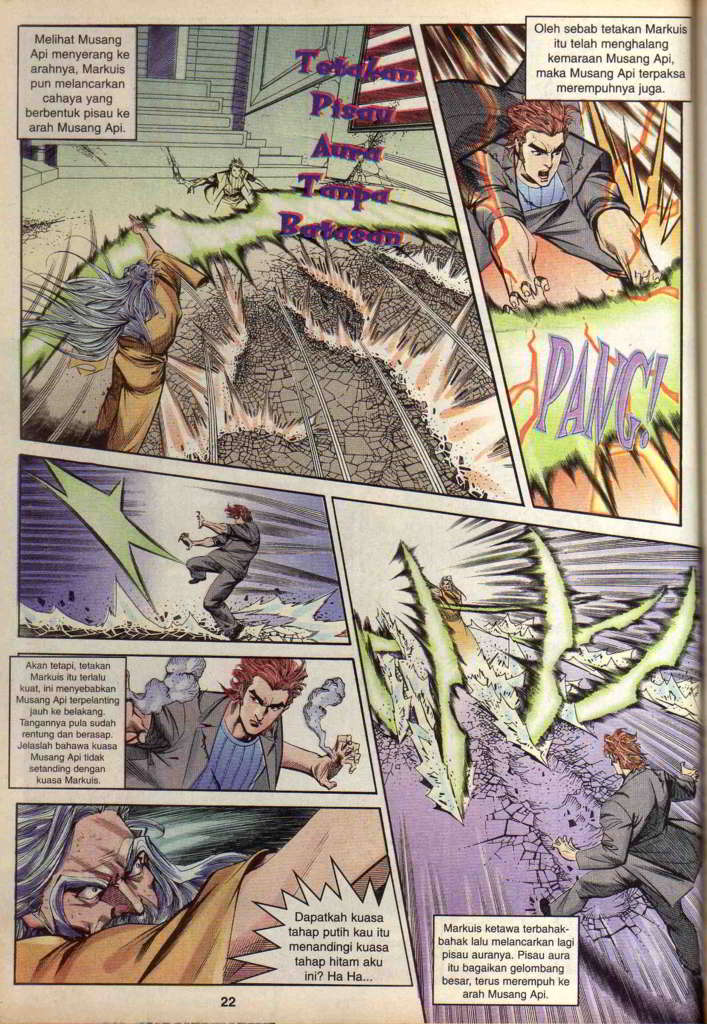 Melihat Musang
Api menyerang ke
arahnya, Markuis
pun melancarkan
cahaya yang
berbentuk pisau ke
arah Musang Api.
Tetakan
Pisau
Aura
Tanpa
Batasan
Oleh sebab tetakan Markuis
itu telah menghalang
kemaraan Musang Api,
maka Musang Api terpaksa
merempuhnya juga.
PANG!
Akan tetapi, tetakan
Markuis itu terlalu
kuat, ini menyebabkan
Musang Api terpelanting
jauh ke belakang.
Tangannya pula sudah
rentung dan berasap.
Jelaslah bahawa kuasa
Musang Api tidak
setanding dengan
kuasa Markuis.
Dapatkah kuasa
tahap putih kau itu
menandingi kuasa
tahap hitam aku
ini? Ha Ha...
Markuis ketawa terbahak-
bahak lalu melancarkan lagi
pisau auranya. Pisau aura
itu bagaikan gelombang
besar, terus merempuh ke
arah Musang Api.
22